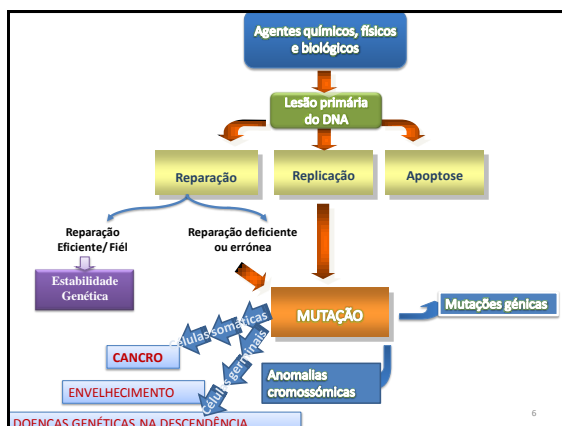 Agentes químicos, físicos
e biológicos
Lesão primária
do DNA
Reparação
Replicação
Apoptose
Reparação
Eficiente/ Fiél
Reparação deficiente
ou errónea
Estabilidade
Genética
MUTAÇÃO
Mutações génicas
Células somáticas
CANCRO
Anomalias
cromossómicas
Células germinais
ENVELHECIMENTO
DOENÇAS GENÉTICAS NA DESCENDÊNCIA
6